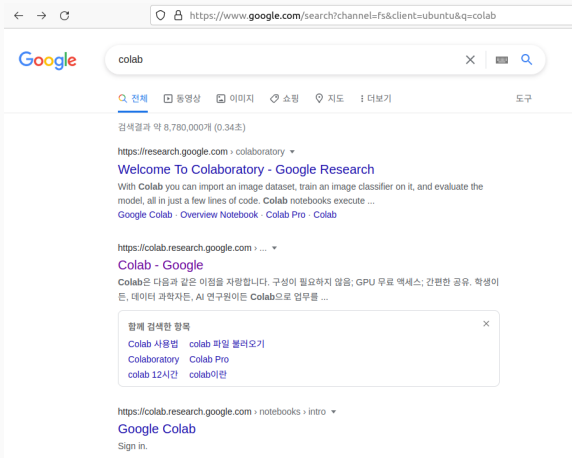 https://www.google.com/search?channel=fs&client=ubuntu&q=colab
Google
colab
전체 동영상 이미지 쇼핑 지도 더보기 도구
검색결과 약 8,780,000개 (0.34초)
https://research.google.com › colaboratory
Welcome To Colaboratory - Google Research
With Colab you can import an image dataset, train an image classifier on it, and evaluate the
model, all in just a few lines of code. Colab notebooks execute ...
Google Colab · Overview Notebook · Colab Pro · Colab
https://colab.research.google.com › ...
Colab - Google
Colab은 다음과 같은 이점을 자랑합니다. 구성이 필요하지 않음; GPU 무료 액세스; 간편한 공유. 학생이
든, 데이터 과학자든, AI 연구원이든 Colab으로 업무를 ...
함께 검색한 항목
Colab 사용법 colab 파일 불러오기
Colaboratory Colab Pro
colab 12시간 colab이란
https://colab.research.google.com › notebooks › intro
Google Colab
Sign in.